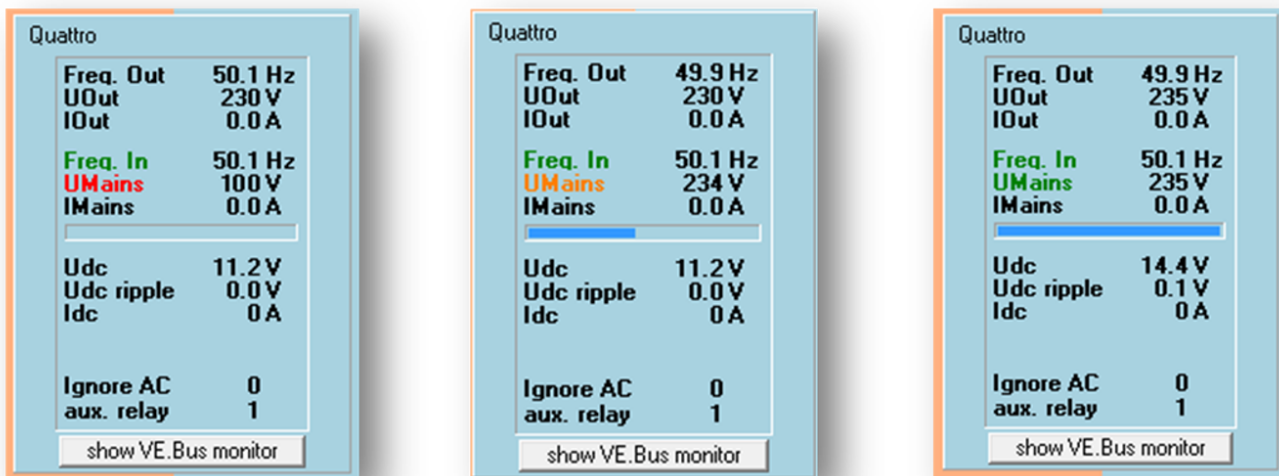 Quattro
Freq. Out 50.1 Hz
UOut 230 V
IOut 0.0 A
Freq. In 50.1 Hz
UMains 100 V
IMains 0.0 A
Udc 11.2 V
Udc ripple 0.0 V
Idc 0 A
Ignore AC 0
aux. relay 1
show VE.Bus monitor
Quattro
Freq. Out 49.9 Hz
UOut 230 V
IOut 0.0 A
Freq. In 50.1 Hz
UMains 234 V
IMains 0.0 A
Udc 11.2 V
Udc ripple 0.0 V
Idc 0 A
Ignore AC 0
aux. relay 1
show VE.Bus monitor
Quattro
Freq. Out 49.9 Hz
UOut 235 V
IOut 0.0 A
Freq. In 50.1 Hz
UMains 235 V
IMains 0.0 A
Udc 14.4 V
Udc ripple 0.1 V
Idc 0 A
Ignore AC 0
aux. relay 1
show VE.Bus monitor